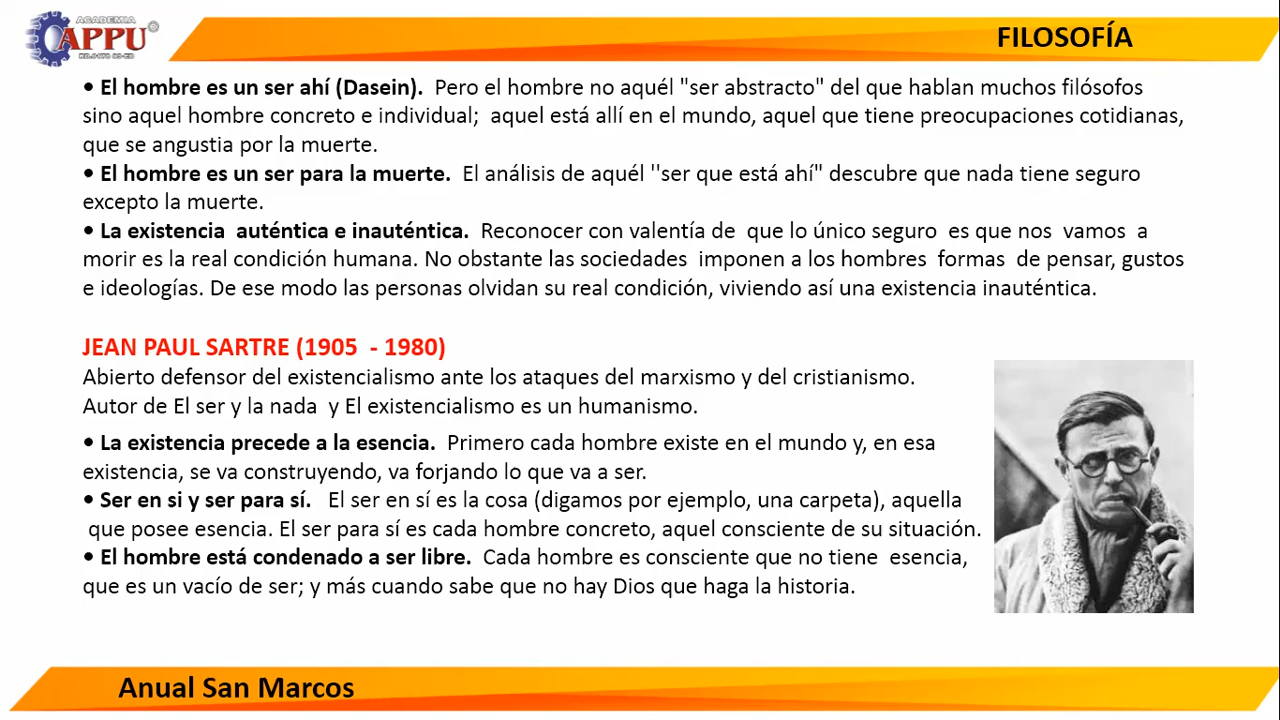 ACADEMIA
APPU
FILOSOFÍA
• El hombre es un ser ahí (Dasein). Pero el hombre no aquél "ser abstracto" del que hablan muchos filósofos
sino aquel hombre concreto e individual; aquel está allí en el mundo, aquel que tiene preocupaciones cotidianas,
que se angustia por la muerte.
• El hombre es un ser para la muerte. El análisis de aquél ''ser que está ahí" descubre que nada tiene seguro
excepto la muerte.
• La existencia auténtica e inauténtica. Reconocer con valentía de que lo único seguro es que nos vamos a
morir es la real condición humana. No obstante las sociedades imponen a los hombres formas de pensar, gustos
e ideologías. De ese modo las personas olvidan su real condición, viviendo así una existencia inauténtica.
JEAN PAUL SARTRE (1905 - 1980)
Abierto defensor del existencialismo ante los ataques del marxismo y del cristianismo.
Autor de El ser y la nada y El existencialismo es un humanismo.
• La existencia precede a la esencia. Primero cada hombre existe en el mundo y, en esa
existencia, se va construyendo, va forjando lo que va a ser.
• Ser en si y ser para sí. El ser en sí es la cosa (digamos por ejemplo, una carpeta), aquella
que posee esencia. El ser para sí es cada hombre concreto, aquel consciente de su situación.
• El hombre está condenado a ser libre. Cada hombre es consciente que no tiene esencia,
que es un vacío de ser; y más cuando sabe que no hay Dios que haga la historia.
Anual San Marcos